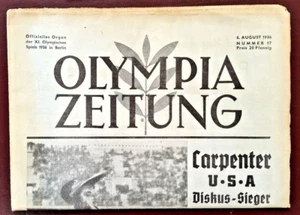 Offizielles Organ
der XI. Olympischen
Spiele 1936 in Berlin
6. AUGUST 1936
NUMMER 17
Preis 20 Pfennig
OLYMPIA
ZEITUNG
Carpenter
U·S·A
Diskus-Sieger